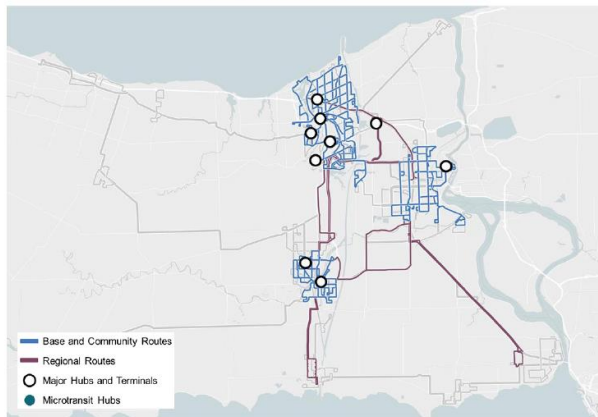 Base and Community Routes
Regional Routes
Major Hubs and Terminals
Microtransit Hubs